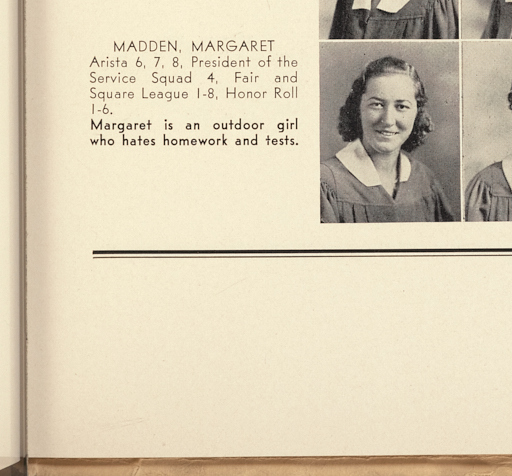 MADDEN, MARGARET
Arista 6, 7, 8, President of the
Service Squad 4, Fair and
Square League 1-8, Honor Roll
1-6.
Margaret is an outdoor girl
who hates homework and tests.